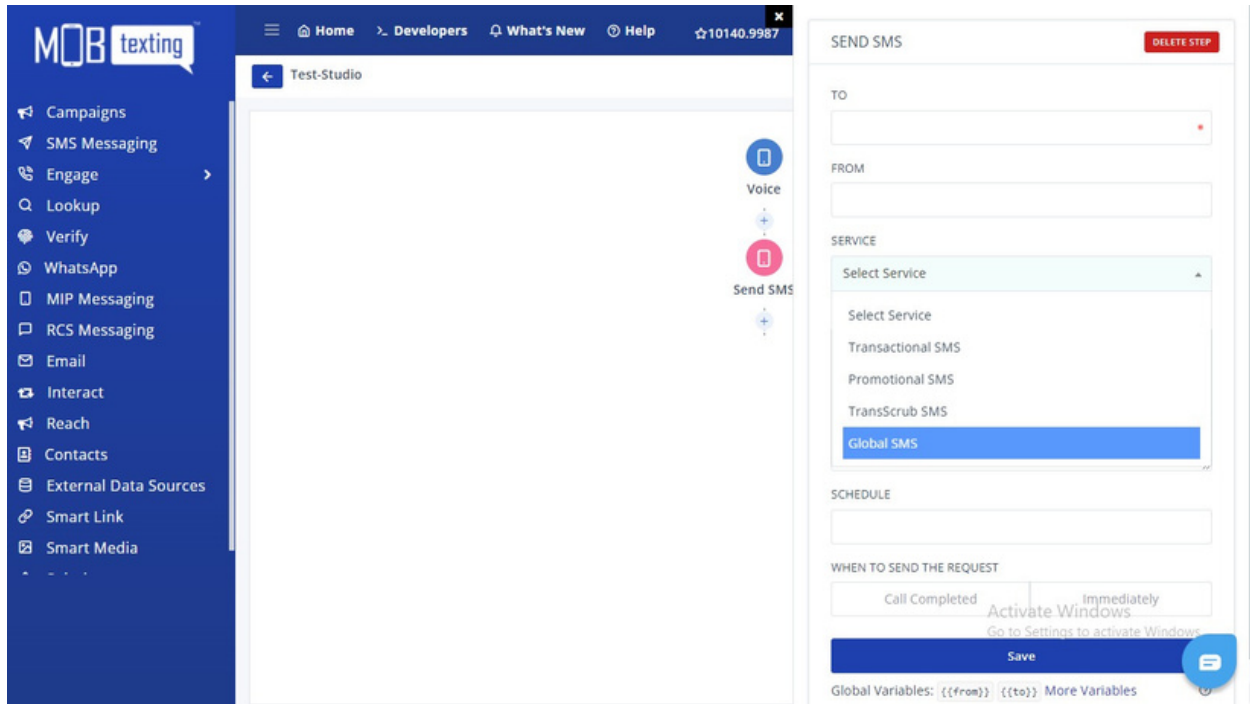 MOB texting
Home Developers What's New Help 10140.9987
Test-Studio
Campaigns
SMS Messaging
Engage
Lookup
Verify
WhatsApp
MIP Messaging
RCS Messaging
Email
Interact
Reach
Contacts
External Data Sources
Smart Link
Smart Media
Voice
Send SMS
SEND SMS
DELETE STEP
TO
FROM
SERVICE
Select Service
Select Service
Transactional SMS
Promotional SMS
TransScrub SMS
Global SMS
SCHEDULE
WHEN TO SEND THE REQUEST
Call Completed Immediately
Activate Windows
Go to Settings to activate Windows.
Save
Global Variables: {{from}} {{to}} More Variables